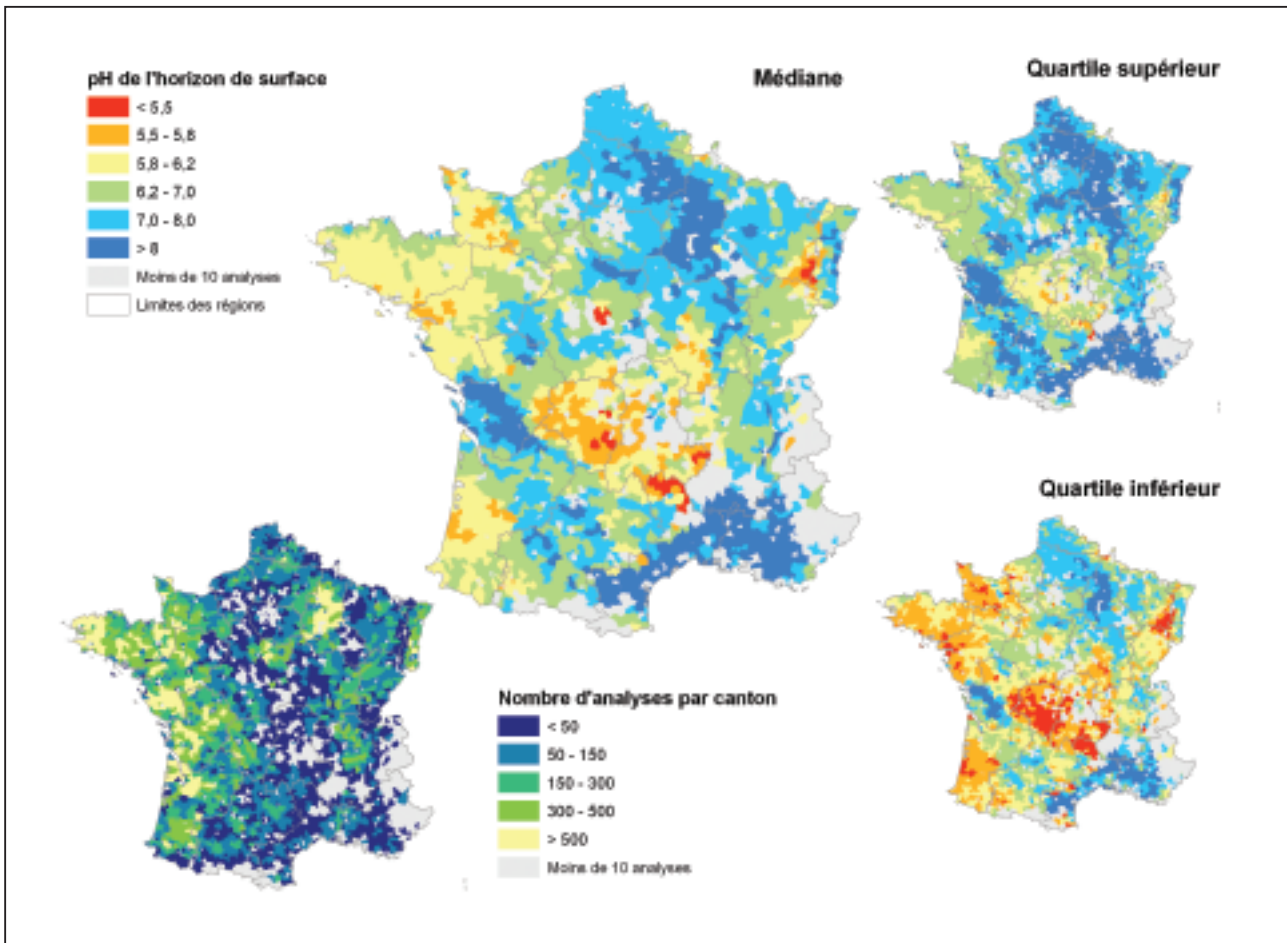 pH de l'horizon de surface
< 5,5
5,5 - 5,8
5,8 - 6,2
6,2 - 7,0
7,0 - 8,0
> 8
Moins de 10 analyses
Limites des régions
Médiane
Quartile supérieur
Quartile inférieur
Nombre d'analyses par canton
< 50
50 - 150
150 - 300
300 - 500
> 500
Moins de 10 analyses